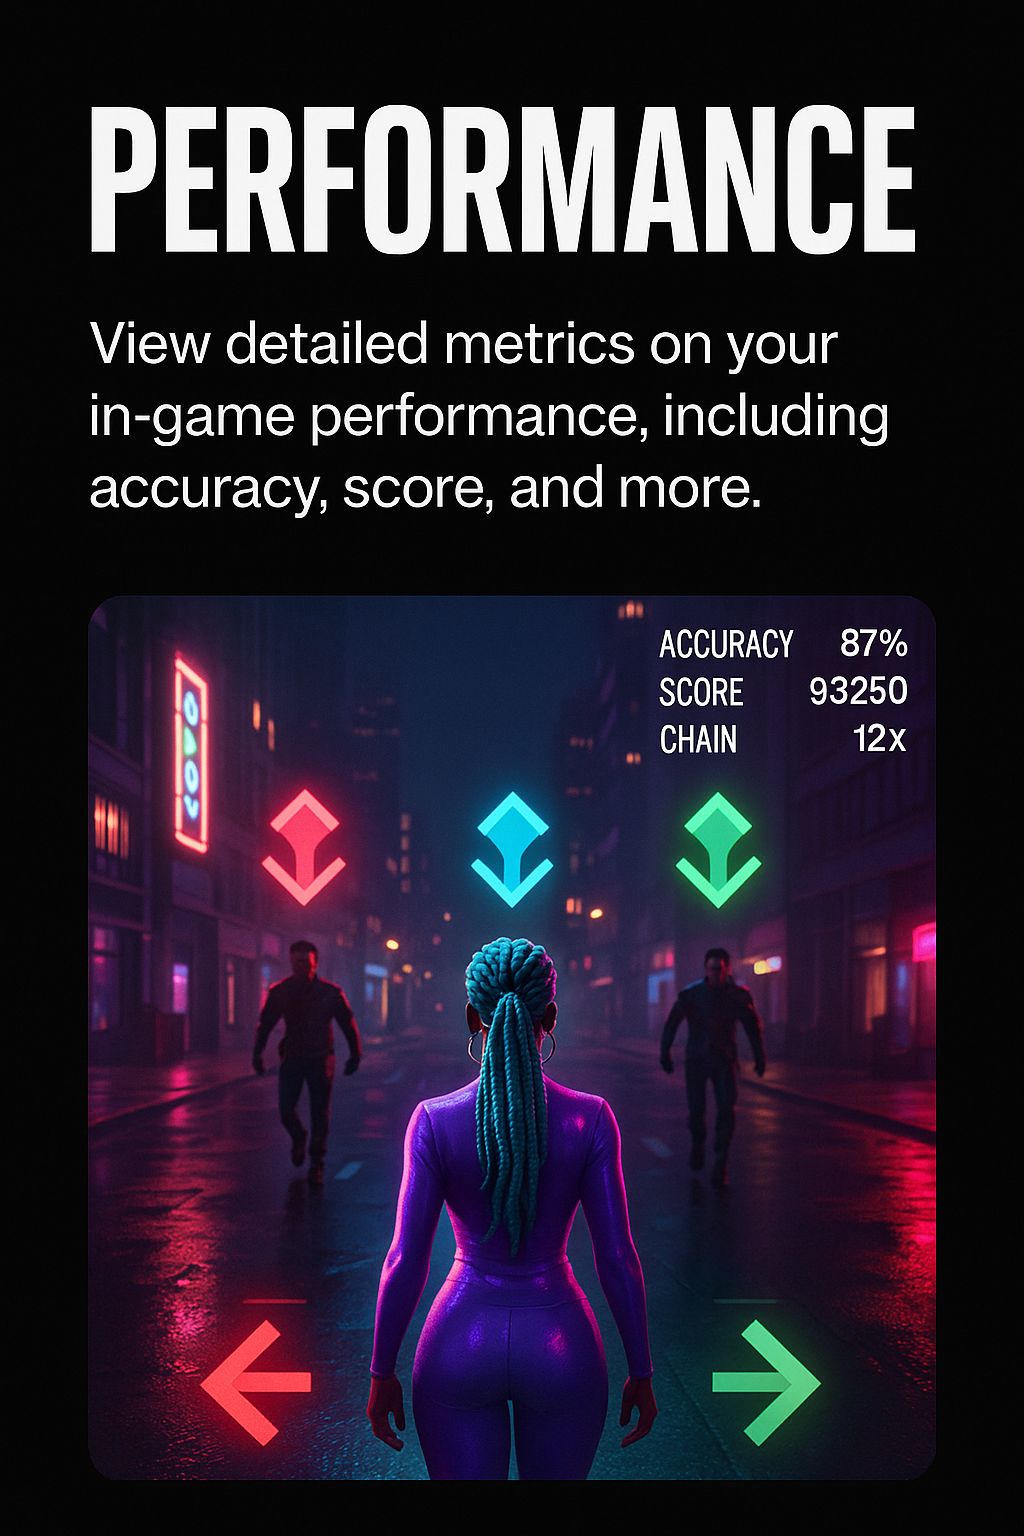 PERFORMANCE
View detailed metrics on your
in-game performance, including
accuracy, score, and more.
ACCURACY 87%
SCORE 93250
CHAIN 12x